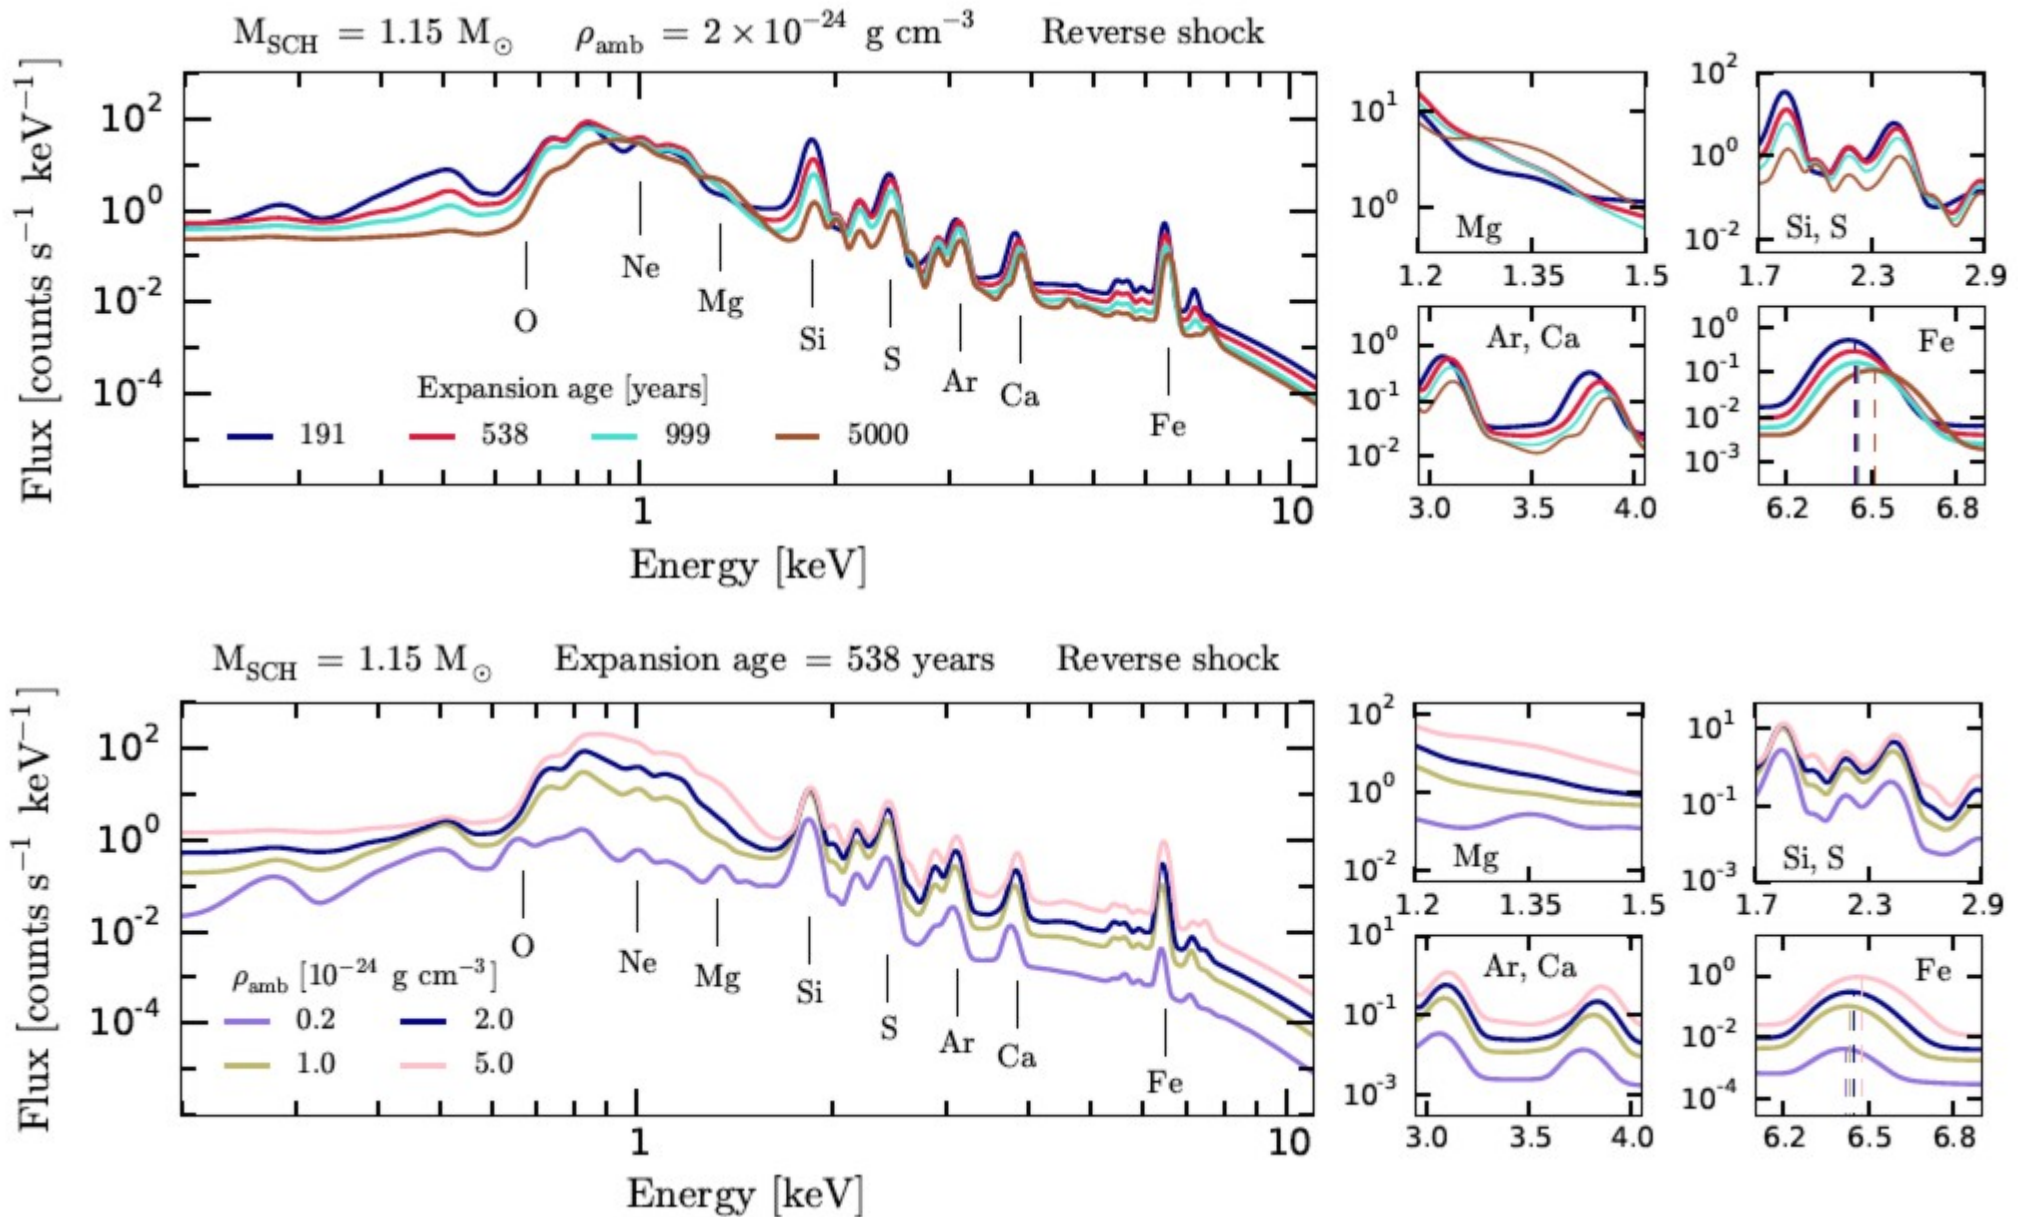 M_SCH = 1.15 M_⊙ ρ_amb = 2 × 10^−24 g cm^−3 Reverse shock
Flux [counts s^−1 keV^−1]
10^2
10^0
10^-2
10^-4
O
Ne
Mg
Si
S
Ar
Ca
Fe
Expansion age [years]
191 538 999 5000
1 10
Energy [keV]
10^1
10^0
Mg
1.2 1.35 1.5
10^2
10^0
10^-2
Si, S
1.7 2.3 2.9
10^0
10^-1
10^-2
Ar, Ca
3.0 3.5 4.0
10^0
10^-1
10^-2
10^-3
Fe
6.2 6.5 6.8
M_SCH = 1.15 M_⊙ Expansion age = 538 years Reverse shock
Flux [counts s^−1 keV^−1]
10^2
10^0
10^-2
10^-4
O
Ne
Mg
Si
S
Ar
Ca
Fe
ρ_amb [10^−24 g cm^−3]
0.2 2.0
1.0 5.0
1 10
Energy [keV]
10^2
10^0
10^-2
Mg
1.2 1.35 1.5
10^1
10^-1
10^-3
Si, S
1.7 2.3 2.9
10^1
10^-1
10^-3
Ar, Ca
3.0 3.5 4.0
10^0
10^-2
10^-4
Fe
6.2 6.5 6.8